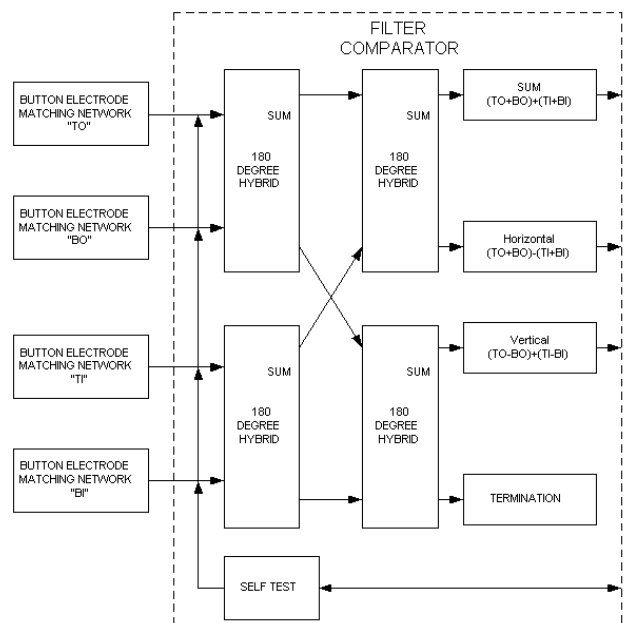 FILTER
COMPARATOR
BUTTON ELECTRODE
MATCHING NETWORK
"TO"
BUTTON ELECTRODE
MATCHING NETWORK
"BO"
BUTTON ELECTRODE
MATCHING NETWORK
"TI"
BUTTON ELECTRODE
MATCHING NETWORK
"BI"
SUM
180
DEGREE
HYBRID
SUM
180
DEGREE
HYBRID
SUM
180
DEGREE
HYBRID
SUM
180
DEGREE
HYBRID
SUM
(TO+BO)+(TI+BI)
Horizontal
(TO+BO)-(TI+BI)
Vertical
(TO-BO)+(TI-BI)
TERMINATION
SELF TEST